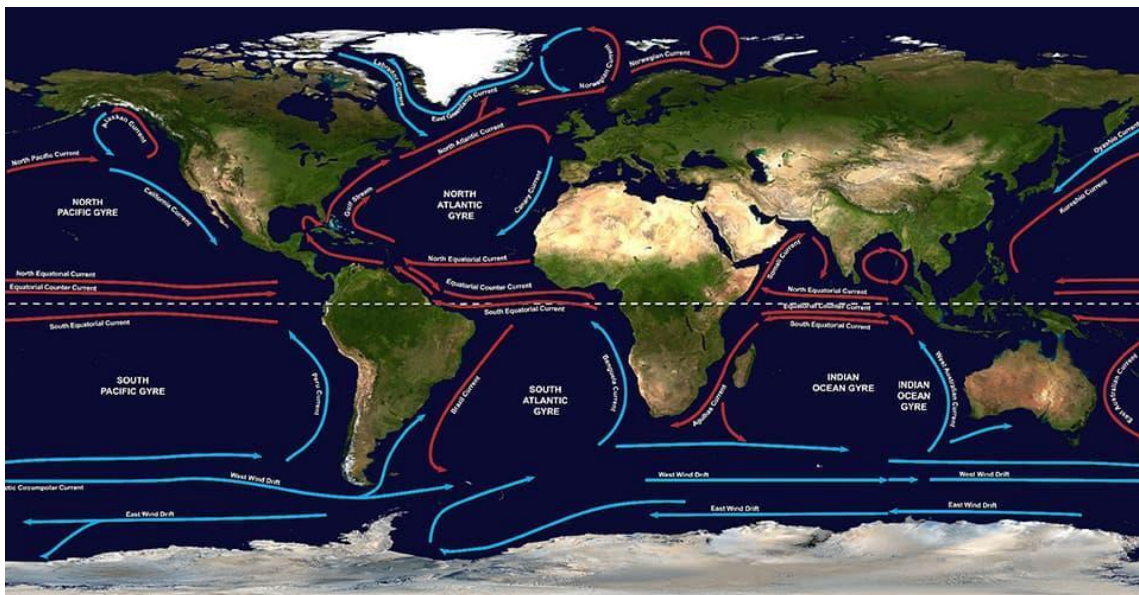 Labrador Current
East Greenland Current
Norwegian Current
Norwegian Current
Alaskan Current
North Pacific Current
North Atlantic Current
Oyashio Current
Kuroshio Current
California Current
NORTH
PACIFIC GYRE
Gulf Stream
NORTH
ATLANTIC
GYRE
Canary Current
Somali Current
North Equatorial Current
Equatorial Counter Current
South Equatorial Current
North Equatorial Current
Equatorial Counter Current
South Equatorial Current
North Equatorial Current
Equatorial Counter Current
South Equatorial Current
SOUTH
PACIFIC GYRE
Peru Current
Brazil Current
SOUTH
ATLANTIC
GYRE
Benguela Current
Agulhas Current
INDIAN
OCEAN GYRE
INDIAN
OCEAN
GYRE
West Australian Current
East Australian Current
West Wind Drift
West Wind Drift
West Wind Drift
tic Circumpolar Current
East Wind Drift
East Wind Drift
East Wind Drift